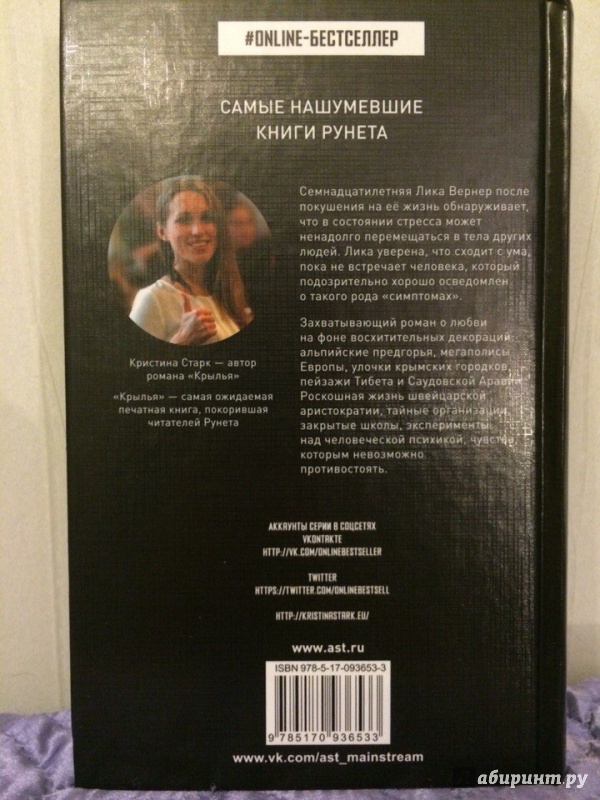 #ONLINE-БЕСТСЕЛЛЕР
САМЫЕ НАШУМЕВШИЕ
КНИГИ РУНЕТА
Семнадцатилетняя Лика Вернер после
покушения на её жизнь обнаруживает,
что в состоянии стресса может
ненадолго перемещаться в тела других
людей. Лика уверена, что сходит с ума,
пока не встречает человека, который
подозрительно хорошо осведомлен
о такого рода «симптомах».
Захватывающий роман о любви
на фоне восхитительных декораций
альпийские предгорья, мегаполисы
Европы, улочки крымских городков,
пейзажи Тибета и Саудовской Аравии
Роскошная жизнь швейцарской
аристократии, тайные организации
закрытые школы, эксперименты
над человеческой психикой, чувства,
которым невозможно
противостоять.
Кристина Старк — автор
романа «Крылья»
«Крылья» — самая ожидаемая
печатная книга, покорившая
читателей Рунета
АККАУНТЫ СЕРИИ В СОЦСЕТЯХ
VKONTAKTE
HTTP://VK.COM/ONLINEBESTSELLER
TWITTER
HTTPS://TWITTER.COM/ONLINEBESTSELL
HTTP://KRISTINASTARK.EU/
www.ast.ru
ISBN 978-5-17-093653-3
9 785170 936533
www.vk.com/ast_mainstream
абиринт.ру